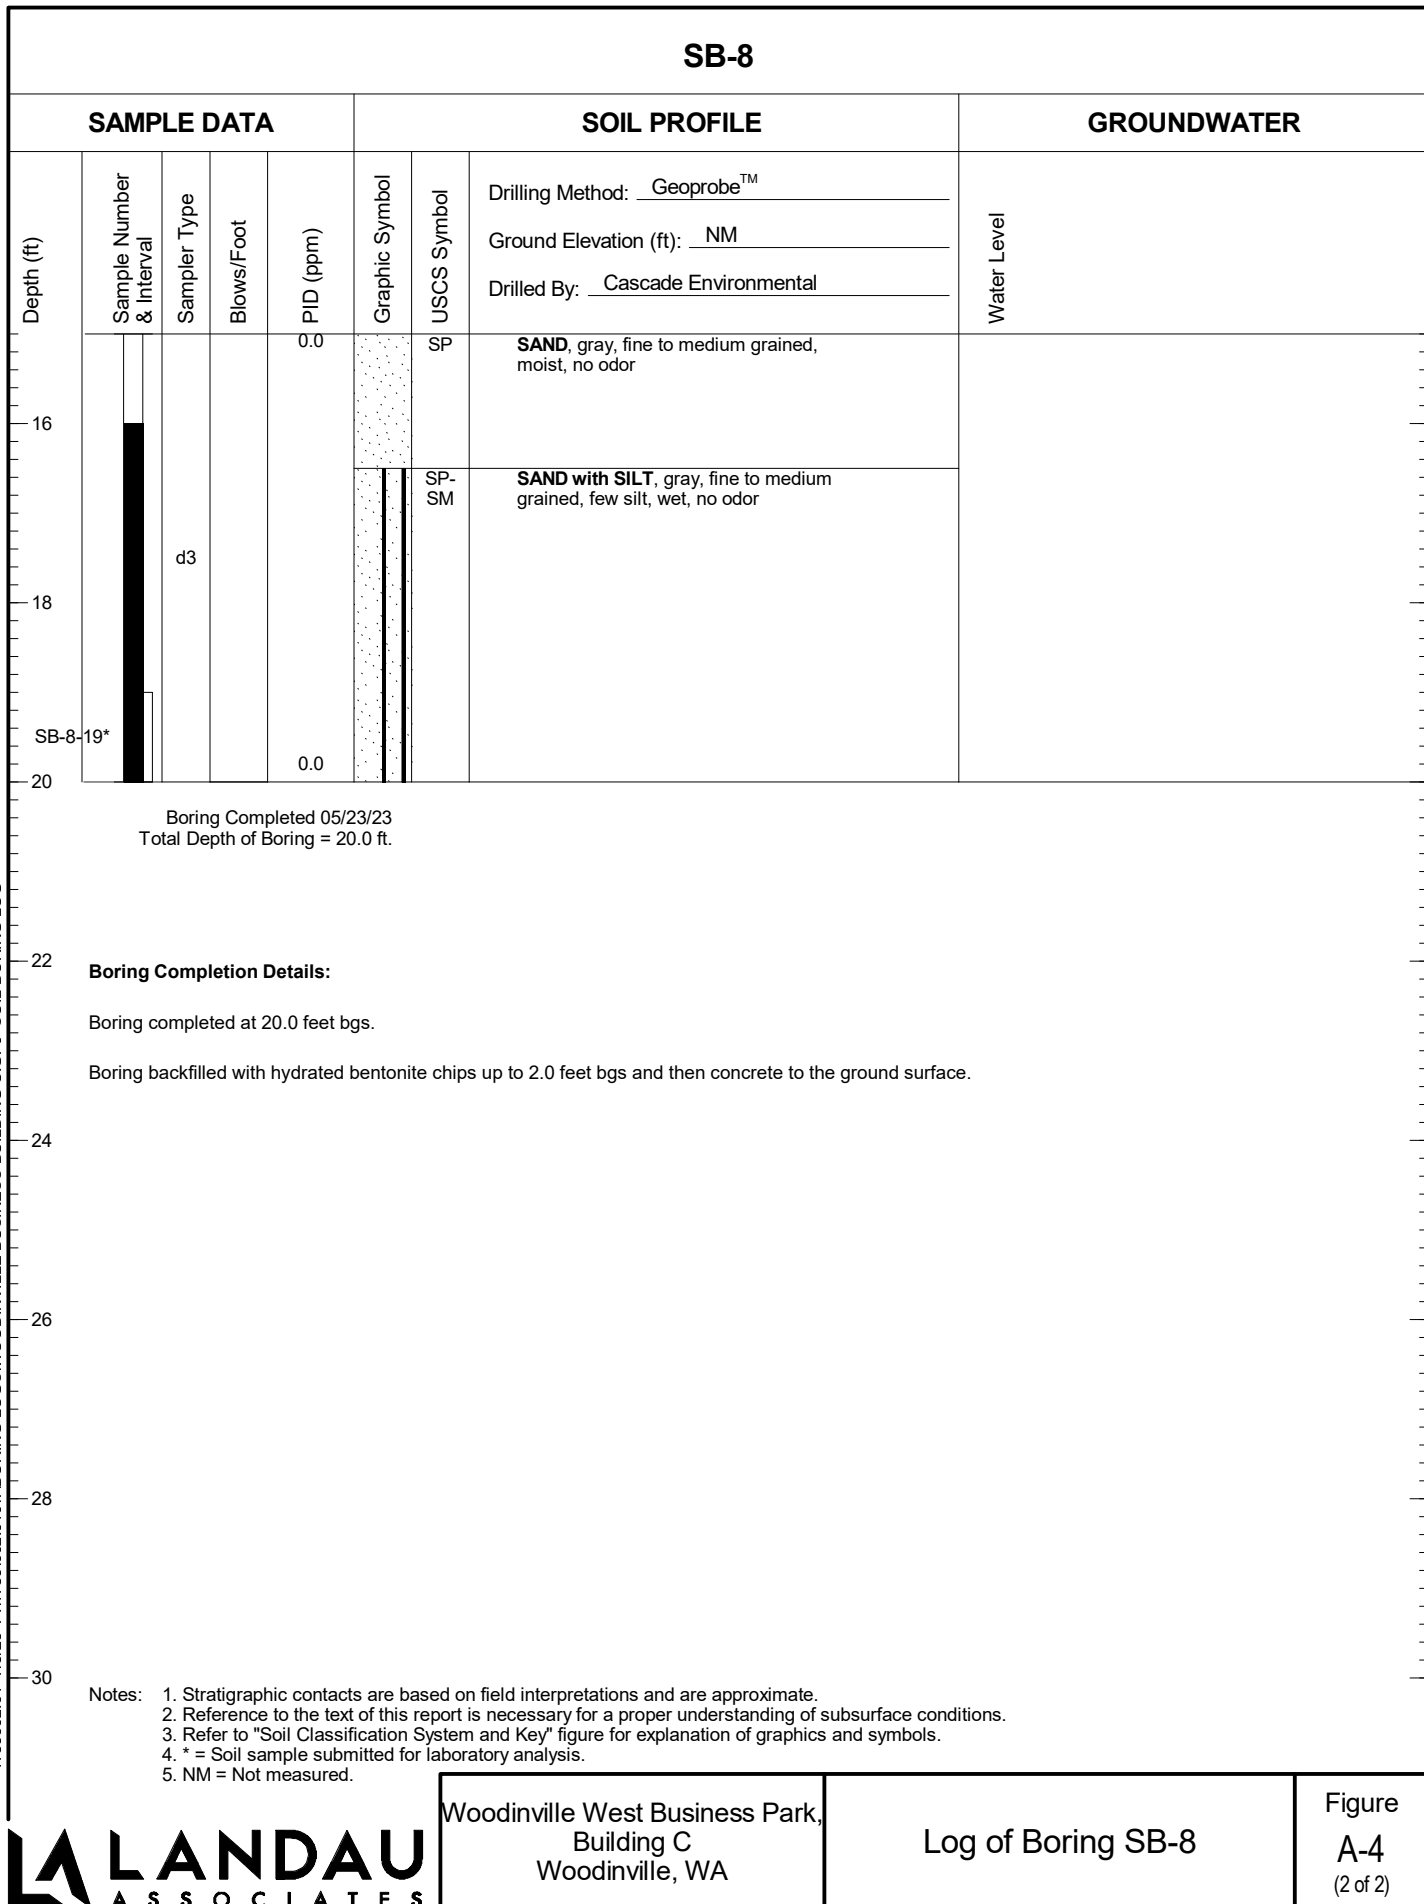 SB-8
SAMPLE DATA
SOIL PROFILE
GROUNDWATER
Depth (ft)
Sample Number
& Interval
Sampler Type
Blows/Foot
PID (ppm)
Graphic Symbol
USCS Symbol
Drilling Method: Geoprobe™
Ground Elevation (ft): NM
Drilled By: Cascade Environmental
Water Level
0.0
SP
SAND, gray, fine to medium grained,
moist, no odor
16
SP-
SM
SAND with SILT, gray, fine to medium
grained, few silt, wet, no odor
d3
18
SB-8-19*
0.0
20
Boring Completed 05/23/23
Total Depth of Boring = 20.0 ft.
22
Boring Completion Details:
Boring completed at 20.0 feet bgs.
Boring backfilled with hydrated bentonite chips up to 2.0 feet bgs and then concrete to the ground surface.
24
26
28
30
Notes: 1. Stratigraphic contacts are based on field interpretations and are approximate.
2. Reference to the text of this report is necessary for a proper understanding of subsurface conditions.
3. Refer to "Soil Classification System and Key" figure for explanation of graphics and symbols.
4. * = Soil sample submitted for laboratory analysis.
5. NM = Not measured.
LANDAU
ASSOCIATES
Woodinville West Business Park,
Building C
Woodinville, WA
Log of Boring SB-8
Figure
A-4
(2 of 2)